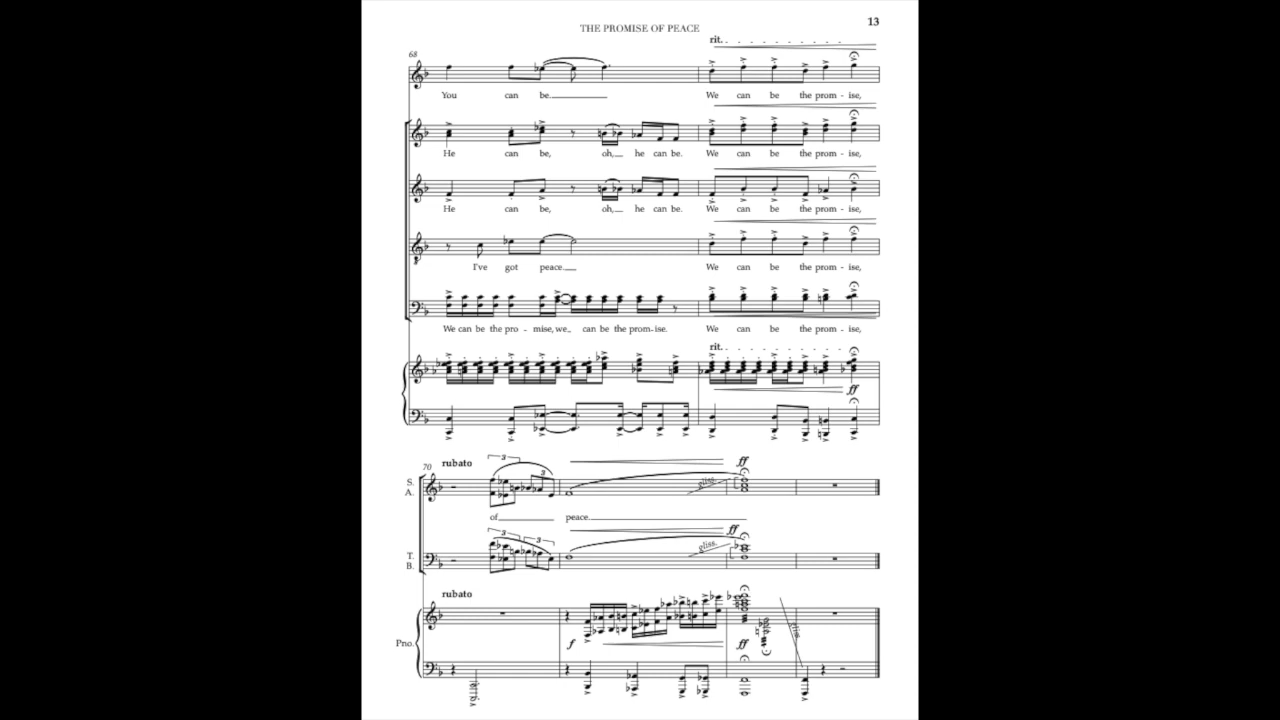 THE PROMISE OF PEACE
13
rit.
68
You can be
We can be the prom - ise,
He can be, oh, he can be. We can be the prom - ise,
He can be, oh, he can be. We can be the prom - ise,
I've got peace. We can be the prom - ise,
We can be the pro - mise, we can be the prom-ise. We can be the prom - ise,
rit.
ff
70
rubato
3
3
ff
S.
A.
gliss.
of peace.
3
3
ff
T.
B.
gliss.
rubato
Pno.
f
ff
gliss.